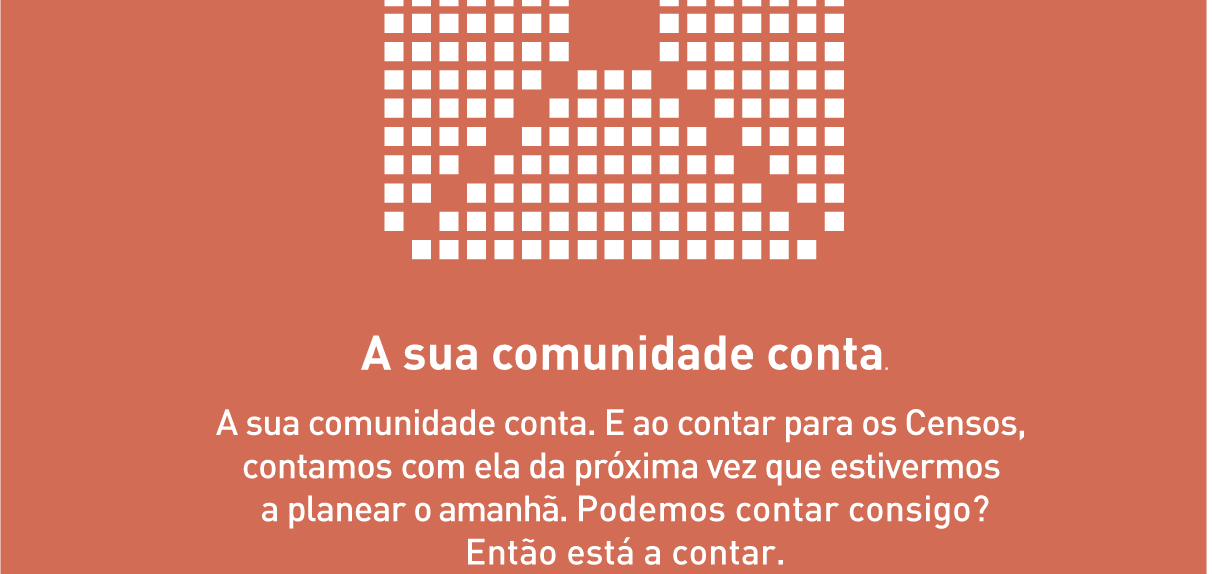 A sua comunidade conta.
A sua comunidade conta. E ao contar para os Censos,
contamos com ela da próxima vez que estivermos
a planear o amanhã. Podemos contar consigo?
Então está a contar.